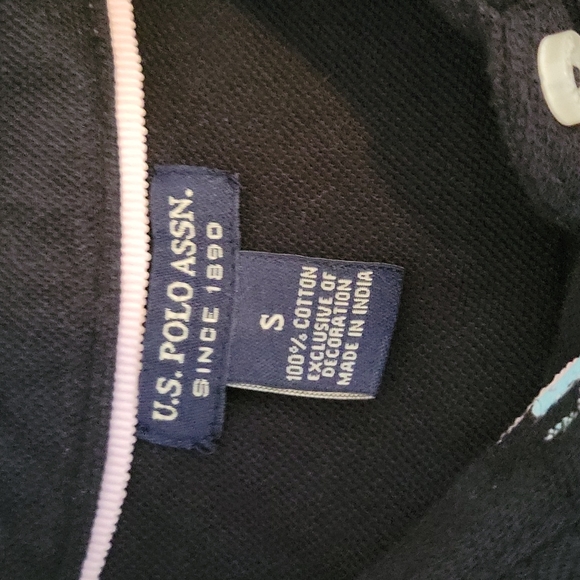 U.S. POLO ASSN.
SINCE 1890
S
100% COTTON
EXCLUSIVE OF
DECORATION
MADE IN INDIA